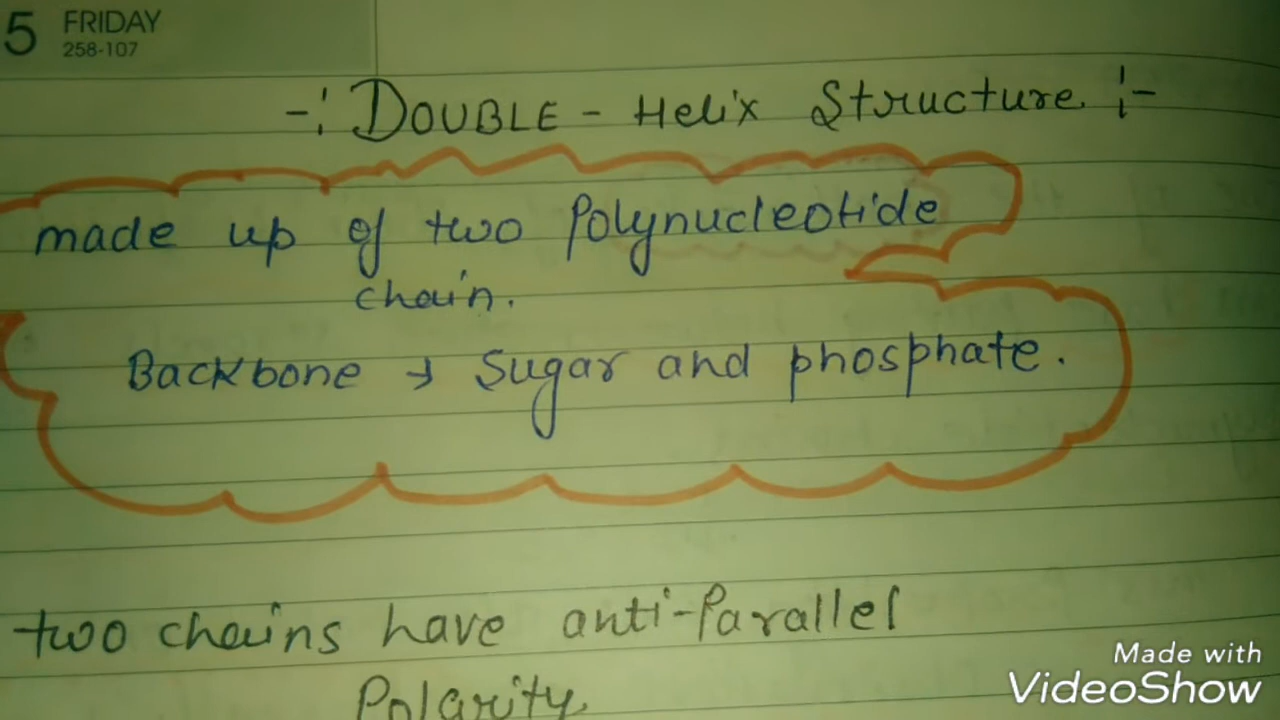 5 FRIDAY
258-107
-: DOUBLE - Helix Structure :-
made up of two Polynucleotide
chain.
Backbone → Sugar and phosphate.
two chains have anti-Parallel
Polarity
Made with
VideoShow